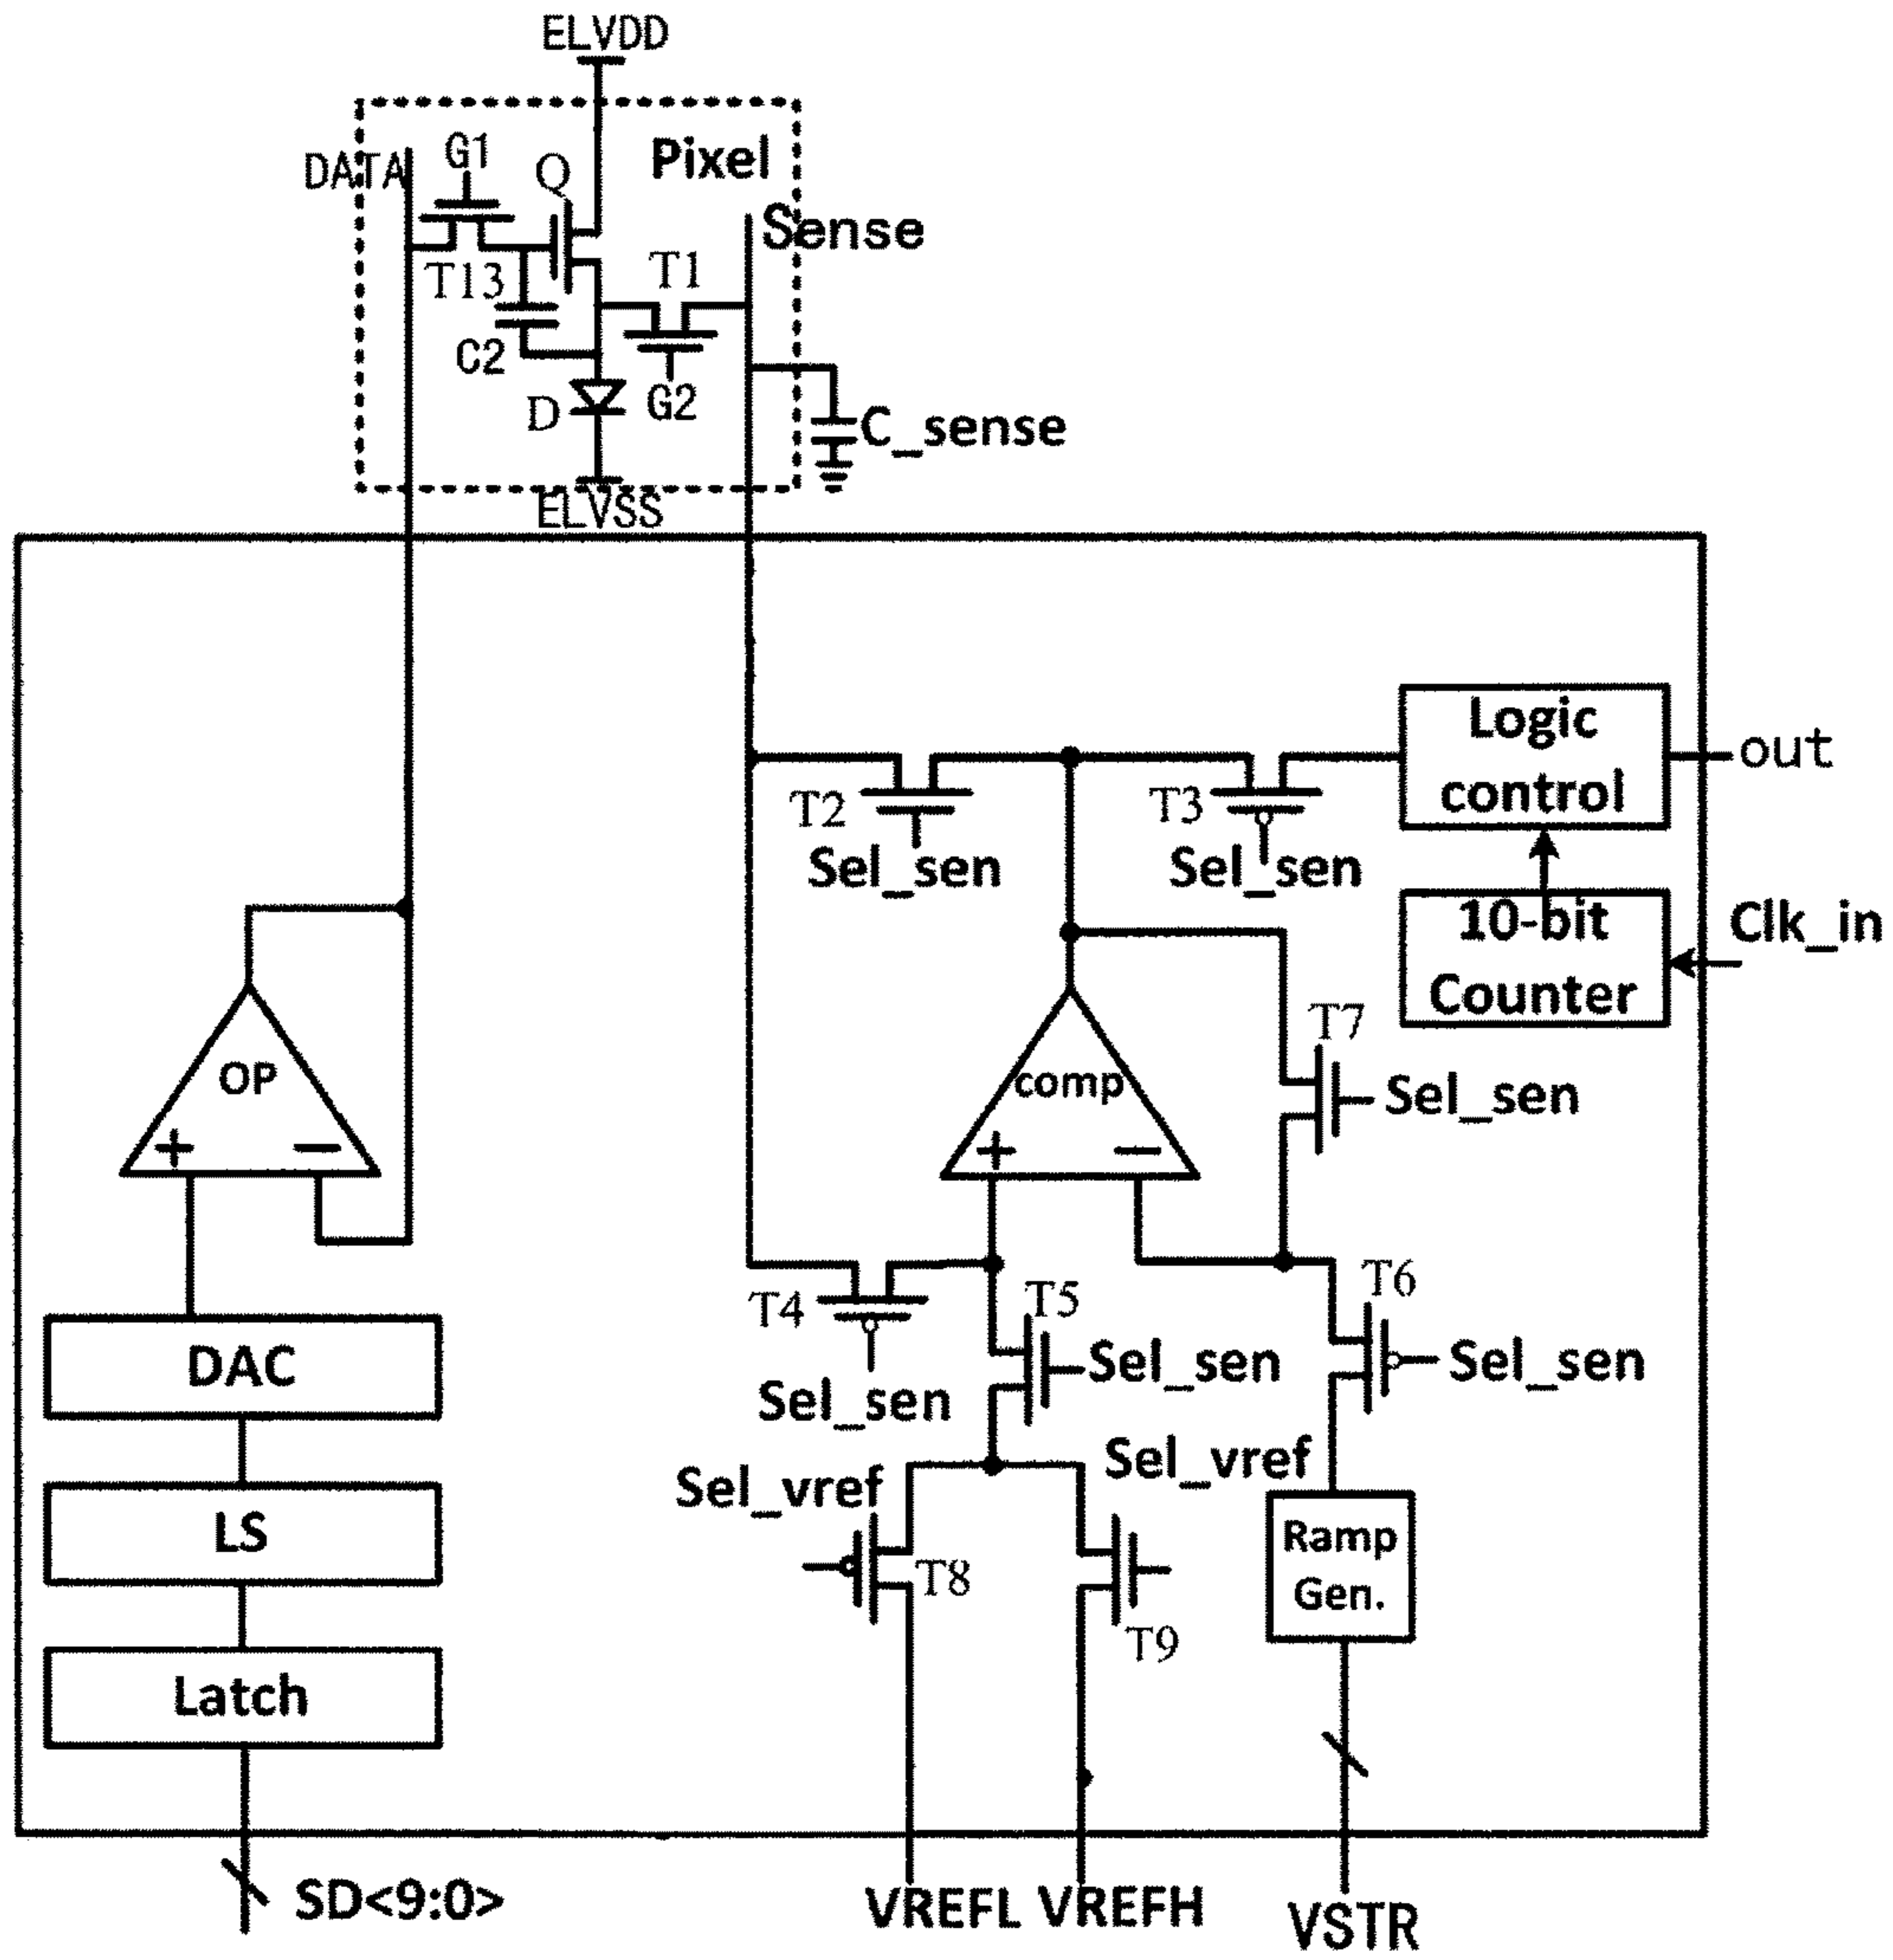 ELVDD
Pixel
G1
DATA
Q
Sense
T13
T1
C2
G2
D
C_sense
ELVSS
Logic
control
out
T2
T3
Sel_sen
Sel_sen
10-bit
Counter
Clk_in
OP
+ −
comp
+ −
T7
Sel_sen
T4
Sel_sen
T5
Sel_sen
T6
Sel_sen
DAC
Sel_vref
Sel_vref
LS
T8
T9
Ramp
Gen.
Latch
SD<9:0>
VREFL
VREFH
VSTR